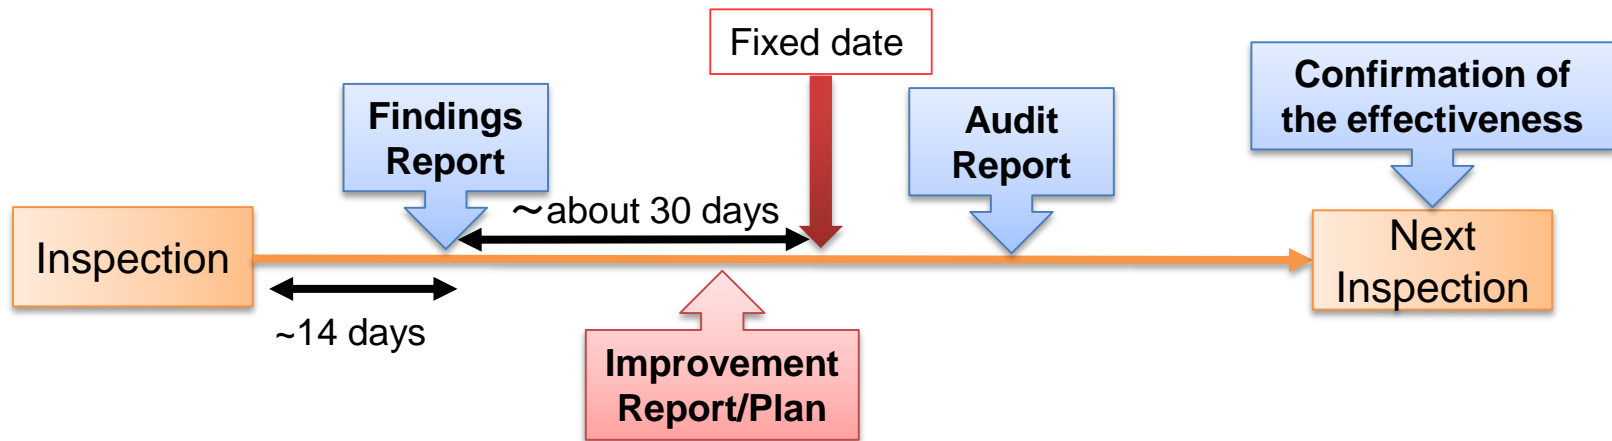 Fixed date
Findings
Report
Audit
Report
Confirmation of
the effectiveness
～about 30 days
Inspection
Next
Inspection
~14 days
Improvement
Report/Plan